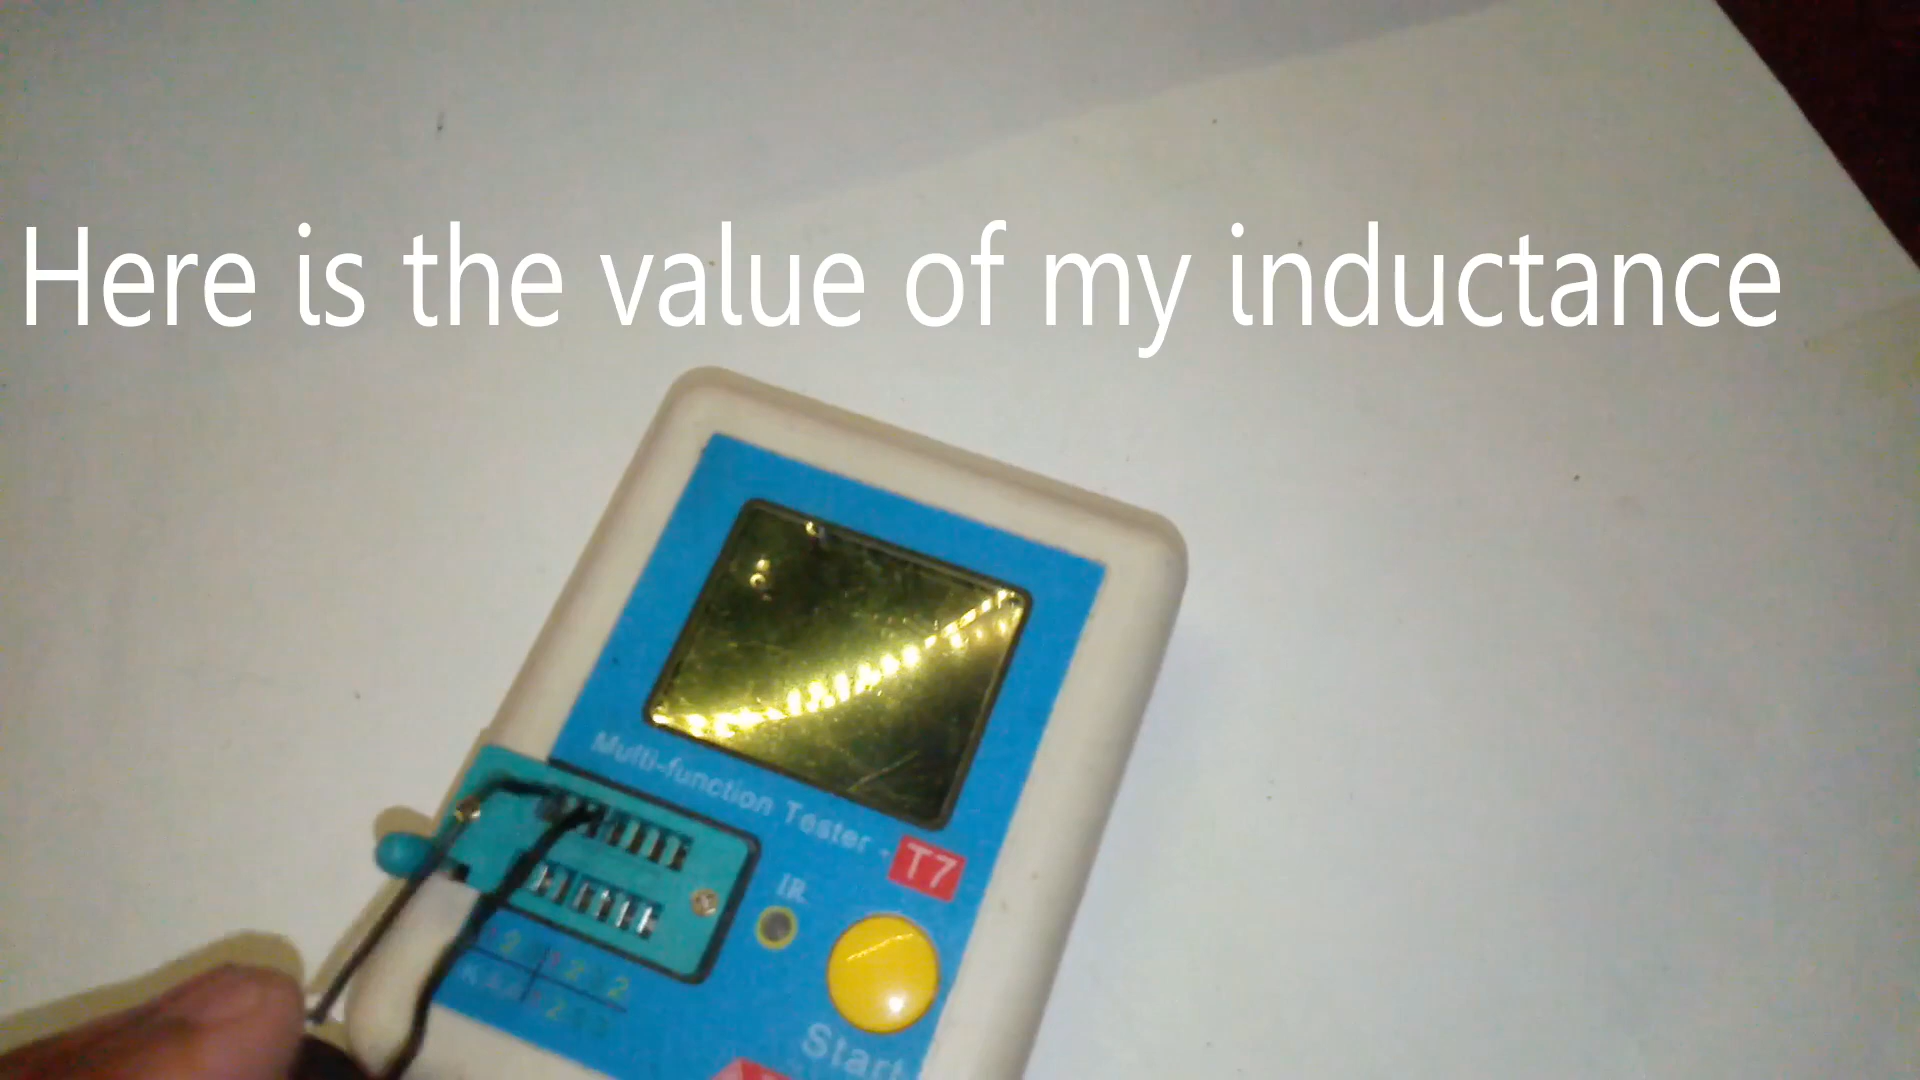 Here is the value of my inductance
Multi-function Tester - T7
IR
Start